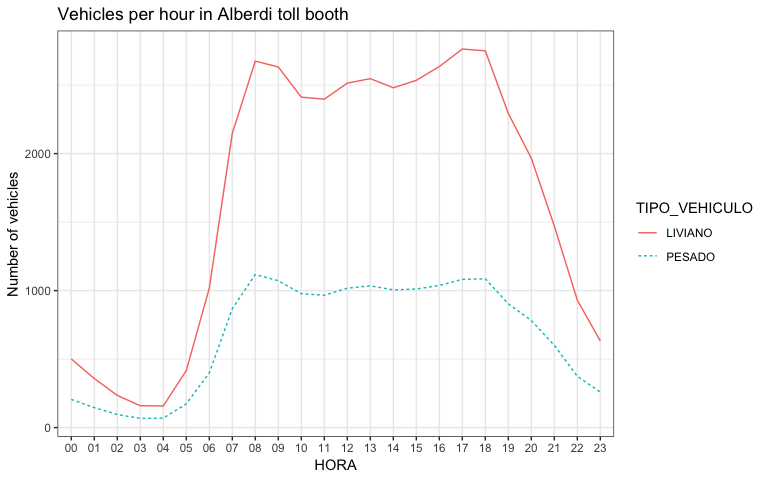 Vehicles per hour in Alberdi toll booth
Number of vehicles
2000
1000
0
00 01 02 03 04 05 06 07 08 09 10 11 12 13 14 15 16 17 18 19 20 21 22 23
HORA
TIPO_VEHICULO
LIVIANO
PESADO